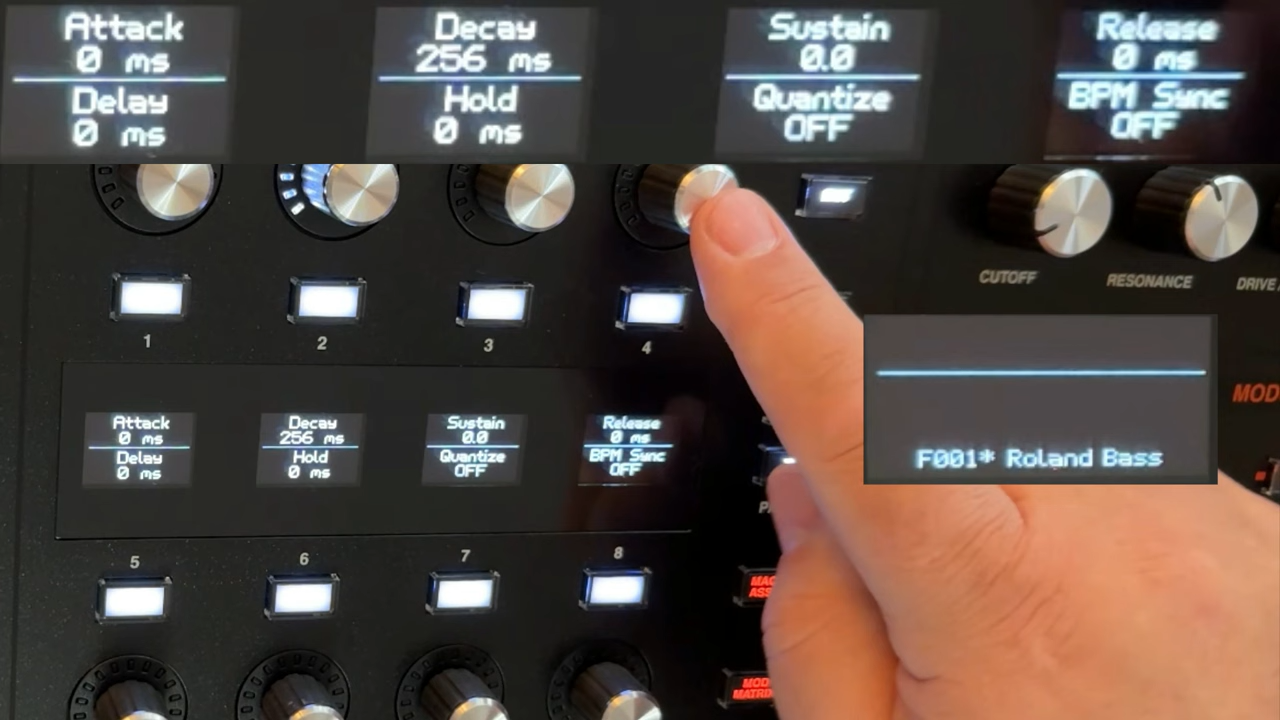 Attack
0 ms
Delay
0 ms
Decay
256 ms
Hold
0 ms
Sustain
0.0
Quantize
OFF
Release
0 ms
BPM Sync
OFF
CUTOFF
RESONANCE
DRIVE
1
2
3
4
F001* Roland Bass
MOD
Attack
0 ms
Delay
0 ms
Decay
256 ms
Hold
0 ms
Sustain
0.0
Quantize
OFF
Release
0 ms
BPM Sync
OFF
5
6
7
8